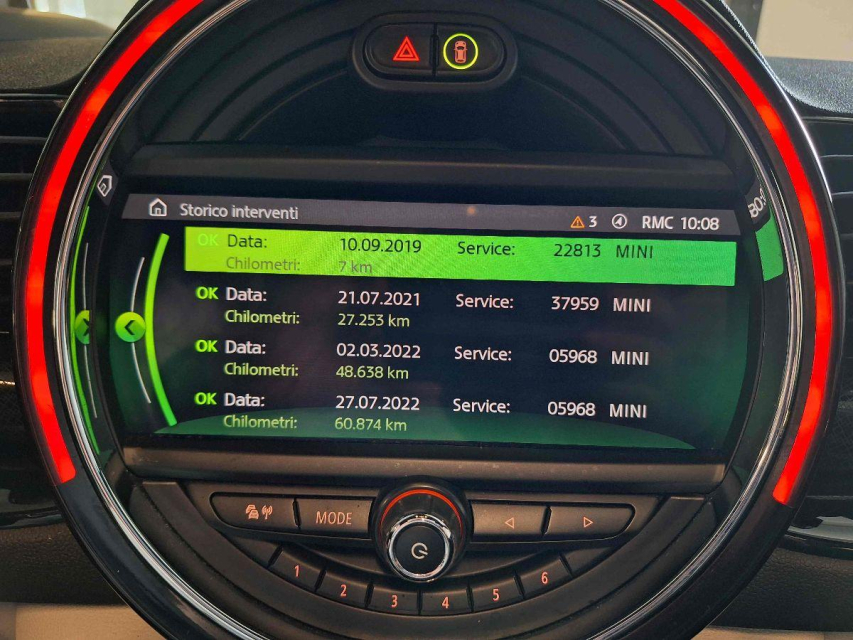 Storico interventi 3 RMC 10:08
OK Data: 10.09.2019 Service: 22813 MINI
Chilometri: 7 km
OK Data: 21.07.2021 Service: 37959 MINI
Chilometri: 27.253 km
OK Data: 02.03.2022 Service: 05968 MINI
Chilometri: 48.638 km
OK Data: 27.07.2022 Service: 05968 MINI
Chilometri: 60.874 km
MODE
1 2 3 4 5 6